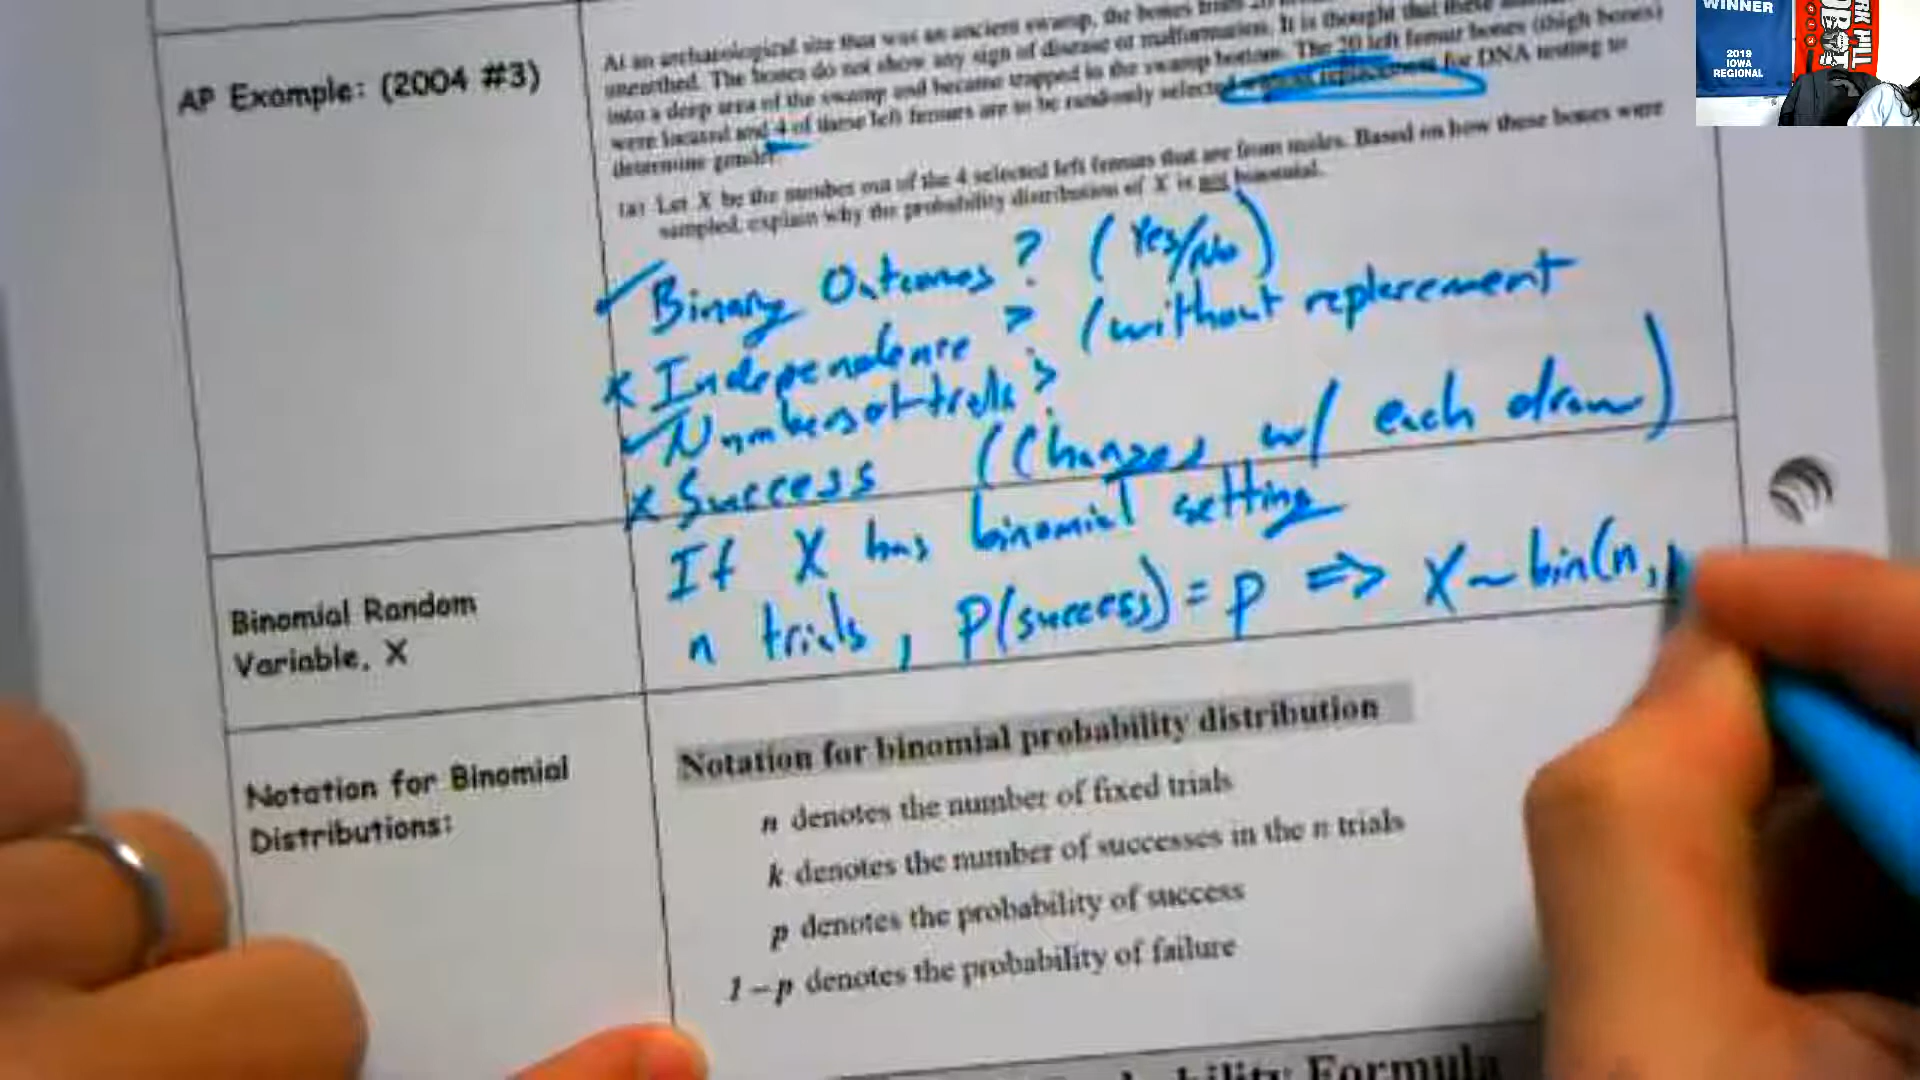 WINNER
2019
IOWA
REGIONAL
AP Example: (2004 #3)
At an archaeological site that was an ancient swamp, the bones from 20
unearthed. The bones do not show any sign of disease or malformation. It is thought that these
into a deep area of the swamp and became trapped in the swamp bottom. The 20 left femur bones (thigh bones)
were located and 4 of these left femurs are to be randomly selected without replacement for DNA testing to
determine gender.
(a) Let X be the number out of the 4 selected left femurs that are from males. Based on how these bones were
sampled, explain why the probability distribution of X is not binomial.
✓ Binary Outcomes ? (Yes/No)
x Independence ? (without replacement
✓ Numbers of trials ?
x Success (Changes w/ each draw)
Binomial Random
Variable, X
If X has binomial setting
n trials, P(success) = p ⇒ X ~ bin(n,
Notation for Binomial
Distributions:
Notation for binomial probability distribution
n denotes the number of fixed trials
k denotes the number of successes in the n trials
p denotes the probability of success
1 – p denotes the probability of failure
Formula